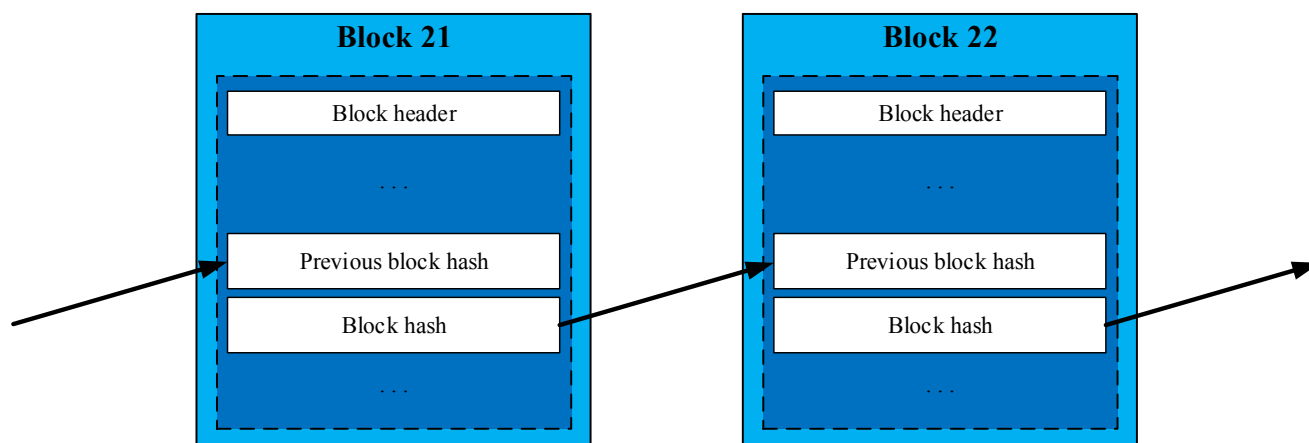 Block 21
Block header
. . .
Previous block hash
Block hash
. . .
Block 22
Block header
. . .
Previous block hash
Block hash
. . .